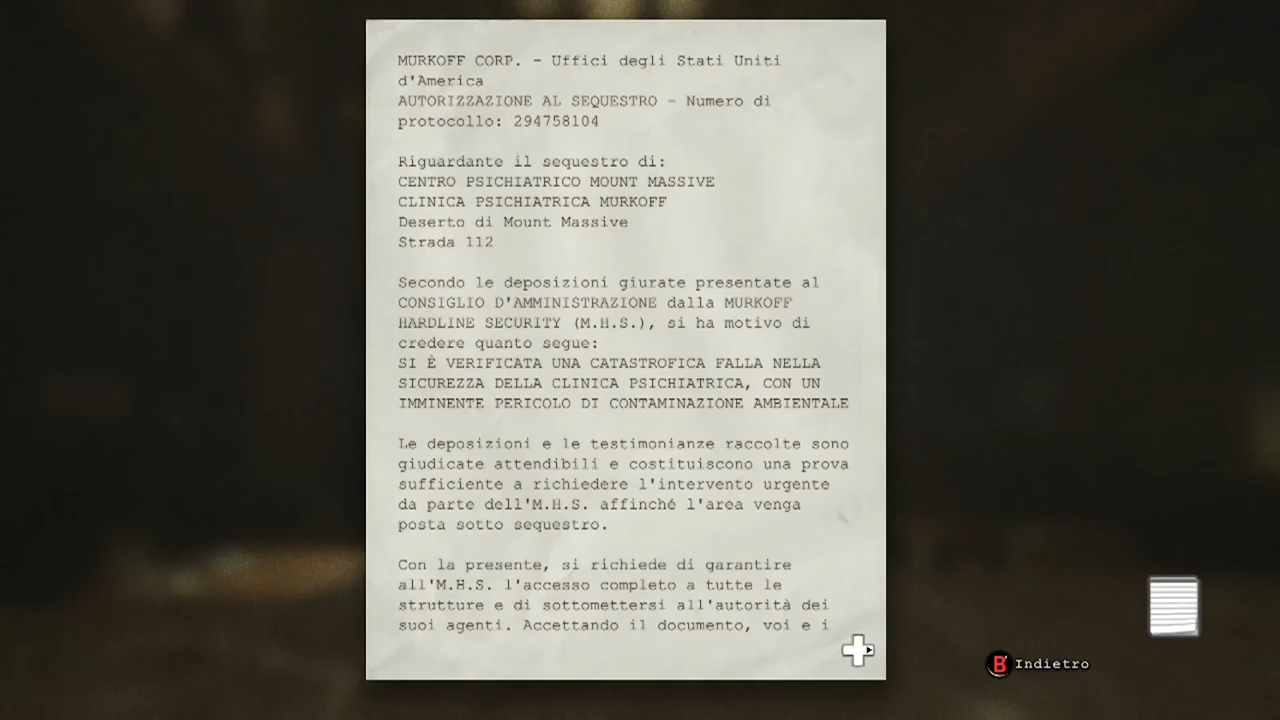 MURKOFF CORP. - Uffici degli Stati Uniti
d'America
AUTORIZZAZIONE AL SEQUESTRO - Numero di
protocollo: 294758104
Riguardante il sequestro di:
CENTRO PSICHIATRICO MOUNT MASSIVE
CLINICA PSICHIATRICA MURKOFF
Deserto di Mount Massive
Strada 112
Secondo le deposizioni giurate presentate al
CONSIGLIO D'AMMINISTRAZIONE dalla MURKOFF
HARDLINE SECURITY (M.H.S.), si ha motivo di
credere quanto segue:
SI È VERIFICATA UNA CATASTROFICA FALLA NELLA
SICUREZZA DELLA CLINICA PSICHIATRICA, CON UN
IMMINENTE PERICOLO DI CONTAMINAZIONE AMBIENTALE
Le deposizioni e le testimonianze raccolte sono
giudicate attendibili e costituiscono una prova
sufficiente a richiedere l'intervento urgente
da parte dell'M.H.S. affinché l'area venga
posta sotto sequestro.
Con la presente, si richiede di garantire
all'M.H.S. l'accesso completo a tutte le
strutture e di sottomettersi all'autorità dei
suoi agenti. Accettando il documento, voi e i
B Indietro